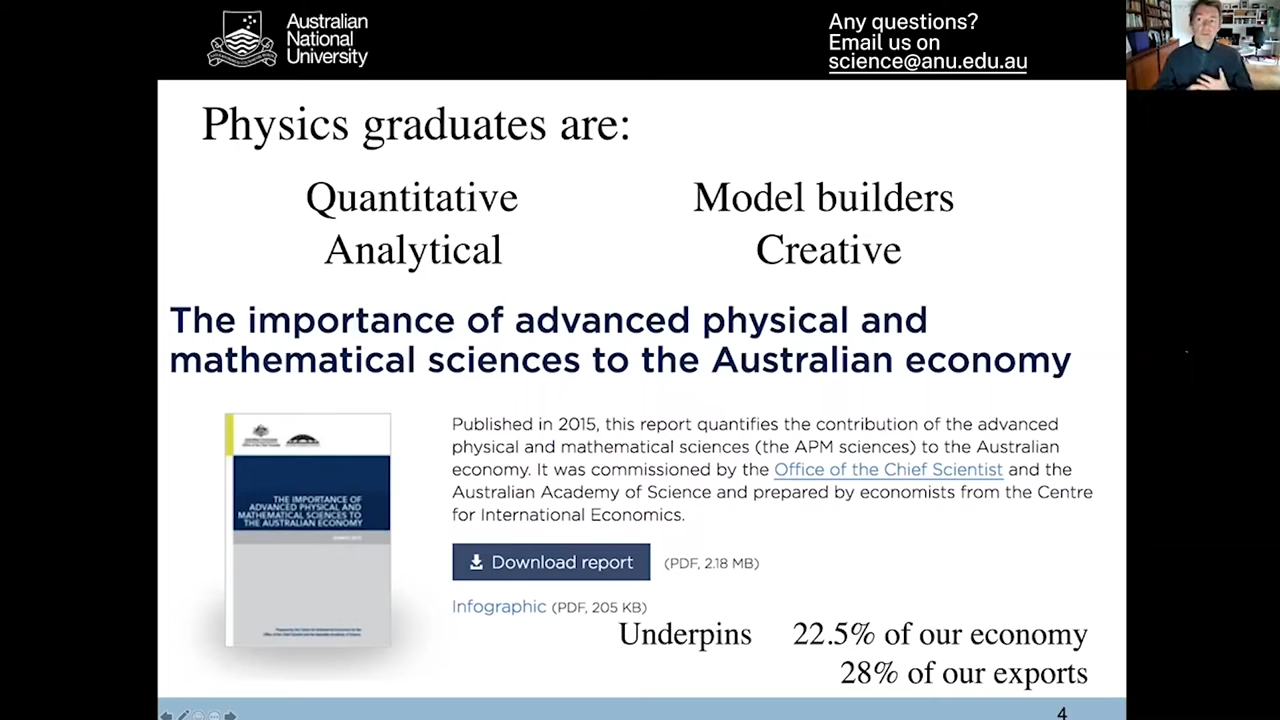 Australian
National
University
Any questions?
Email us on
science@anu.edu.au
Physics graduates are:
Quantitative
Model builders
Analytical
Creative
The importance of advanced physical and
mathematical sciences to the Australian economy
THE IMPORTANCE OF
ADVANCED PHYSICAL AND
MATHEMATICAL SCIENCES TO
THE AUSTRALIAN ECONOMY
Published in 2015, this report quantifies the contribution of the advanced
physical and mathematical sciences (the APM sciences) to the Australian
economy. It was commissioned by the Office of the Chief Scientist and the
Australian Academy of Science and prepared by economists from the Centre
for International Economics.
Download report (PDF, 2.18 MB)
Infographic (PDF, 205 KB)
Underpins 22.5% of our economy
28% of our exports
4